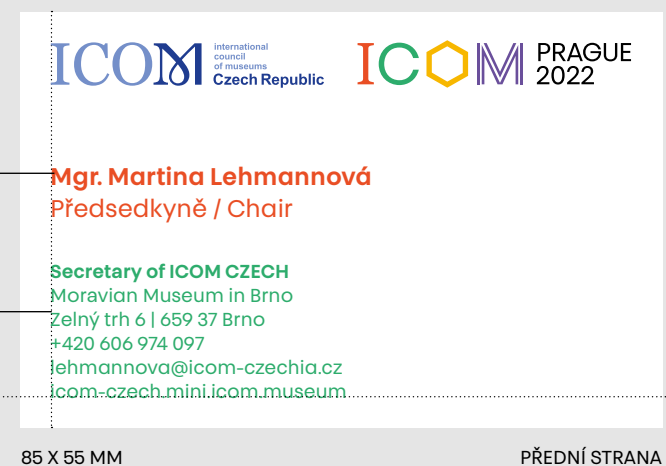 ICOM international
council
of museums
Czech Republic
ICOM PRAGUE
2022
Mgr. Martina Lehmannová
Předsedkyně / Chair
Secretary of ICOM CZECH
Moravian Museum in Brno
Zelný trh 6 | 659 37 Brno
+420 606 974 097
lehmannova@icom-czechia.cz
icom-czech.mini.icom.museum
85 X 55 MM
PŘEDNÍ STRANA